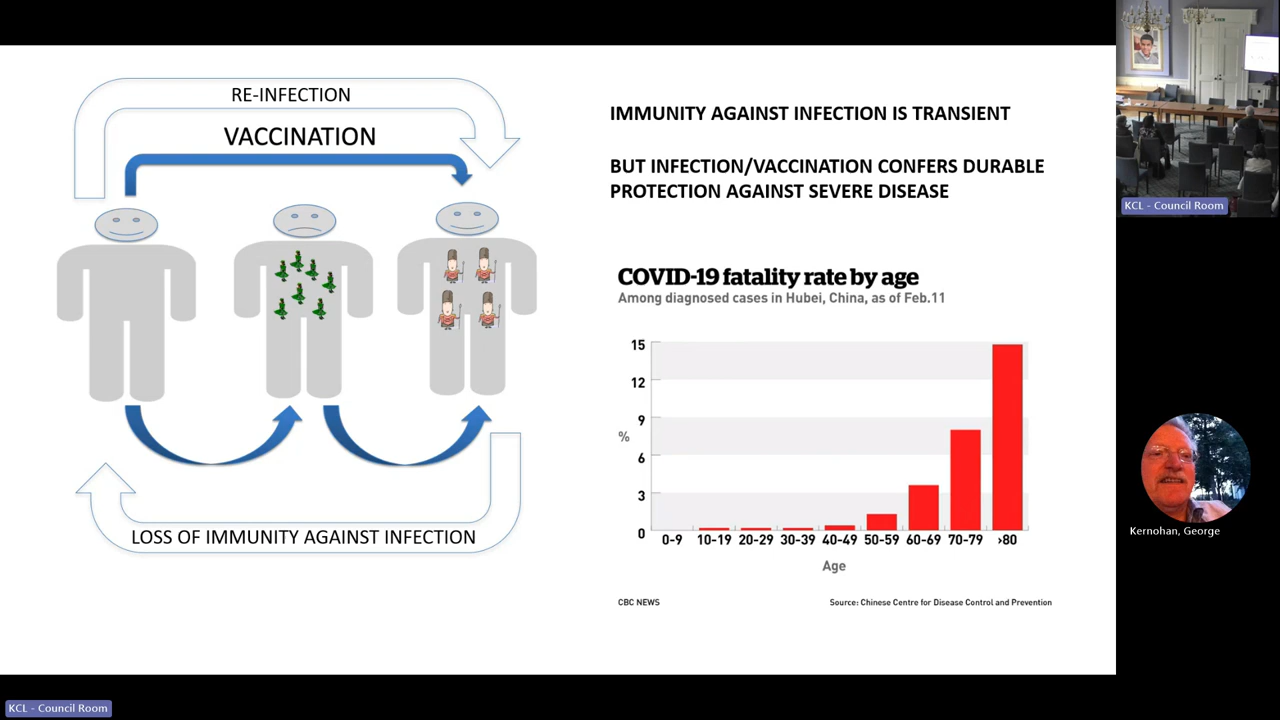 RE-INFECTION
VACCINATION
LOSS OF IMMUNITY AGAINST INFECTION
IMMUNITY AGAINST INFECTION IS TRANSIENT
BUT INFECTION/VACCINATION CONFERS DURABLE
PROTECTION AGAINST SEVERE DISEASE
COVID-19 fatality rate by age
Among diagnosed cases in Hubei, China, as of Feb.11
15
12
9
%
6
3
0
0-9 10-19 20-29 30-39 40-49 50-59 60-69 70-79 >80
Age
CBC NEWS Source: Chinese Centre for Disease Control and Prevention
KCL - Council Room
Kernohan, George
KCL - Council Room